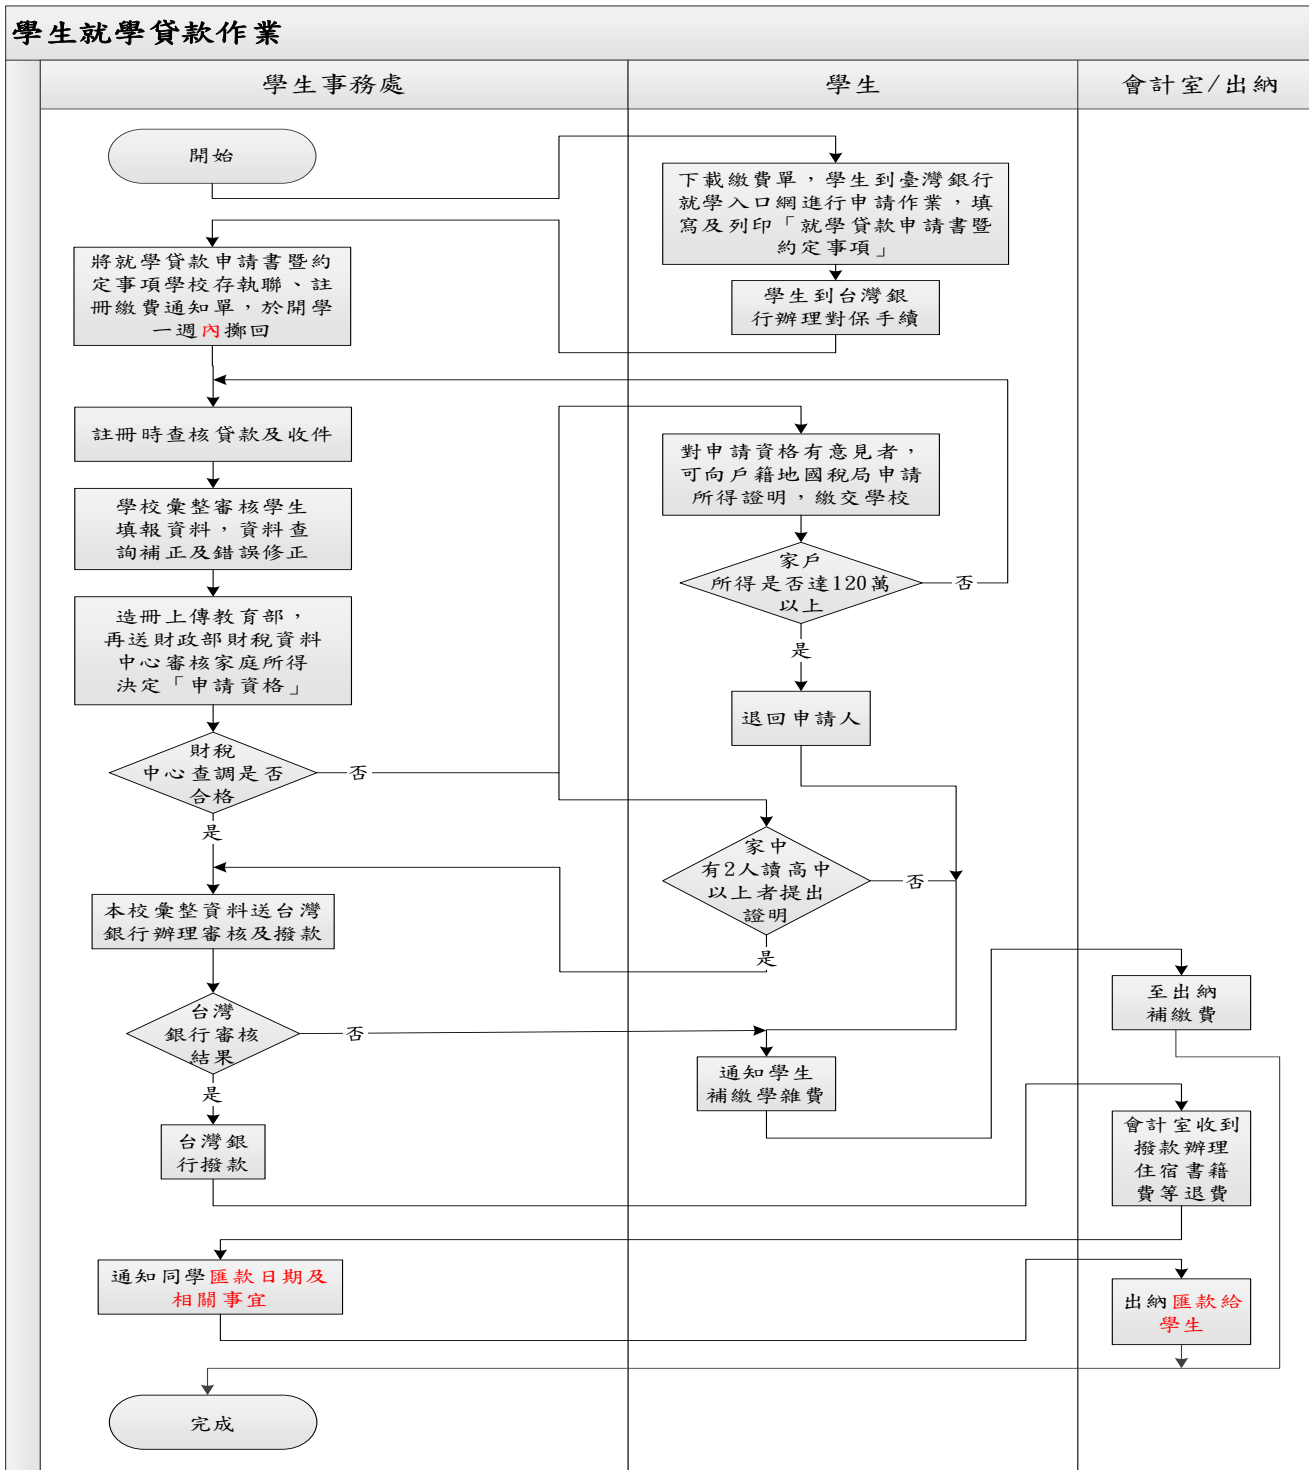 學生就學貸款作業
學生事務處
學生
會計室/出納
開始
下載繳費單，學生到臺灣銀行
就學入口網進行申請作業，填
寫及列印「就學貸款申請書暨
約定事項」
將就學貸款申請書暨約
定事項學校存執聯、註
冊繳費通知單，於開學
一週內擲回
學生到台灣銀
行辦理對保手續
註冊時查核貸款及收件
對申請資格有意見者，
可向戶籍地國稅局申請
所得證明，繳交學校
學校彙整審核學生
填報資料，資料查
詢補正及錯誤修正
家戶
所得是否達120萬
以上
否
是
造冊上傳教育部，
再送財政部財稅資料
中心審核家庭所得
決定「申請資格」
退回申請人
財稅
中心查調是否
合格
否
是
家中
有2人讀高中
以上者提出
證明
否
是
本校彙整資料送台灣
銀行辦理審核及撥款
至出納
補繳費
台灣
銀行審核
結果
否
是
通知學生
補繳學雜費
台灣銀
行撥款
會計室收到
撥款辦理
住宿書籍
費等退費
通知同學匯款日期及
相關事宜
出納匯款給
學生
完成